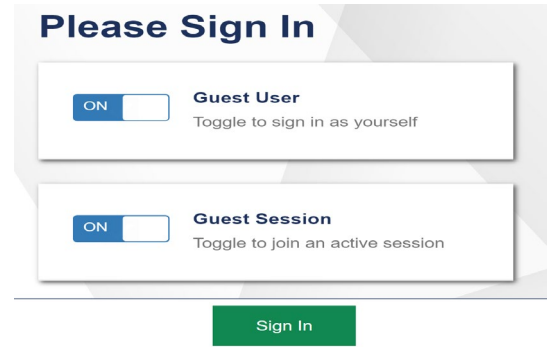 Please Sign In
ON
Guest User
Toggle to sign in as yourself
ON
Guest Session
Toggle to join an active session
Sign In